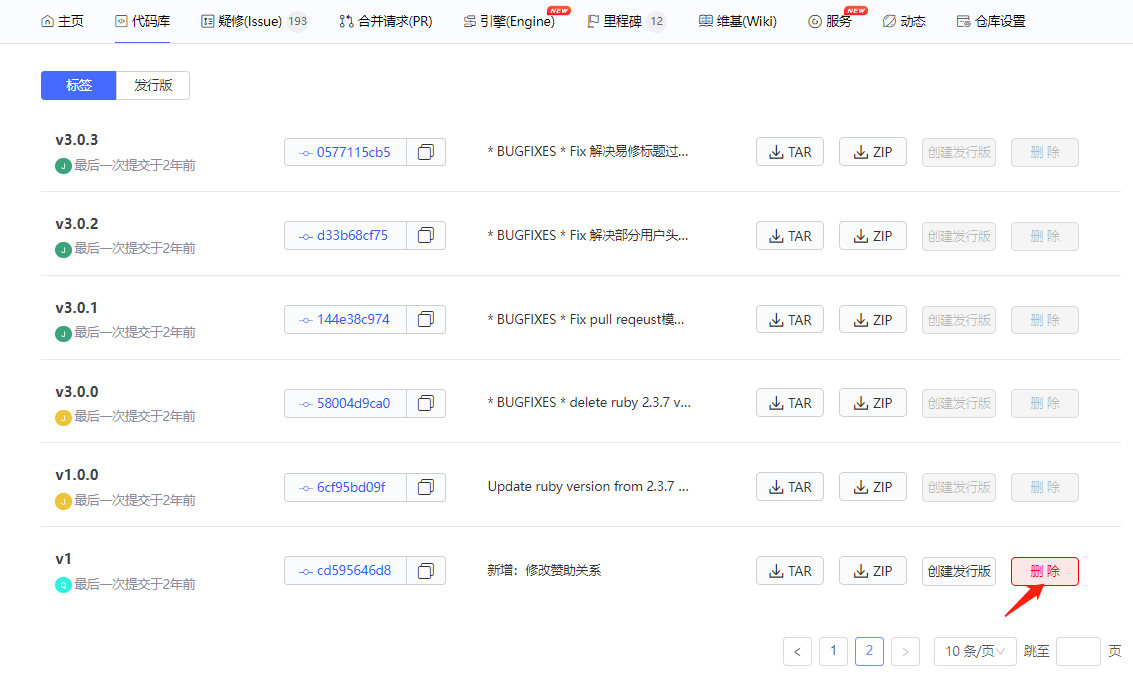 主页 代码库 疑修(Issue) 193 合并请求(PR) 引擎(Engine) NEW 里程碑 12 维基(Wiki) 服务 NEW 动态 仓库设置
标签 发行版
v3.0.3
J 最后一次提交于2年前 0577115cb5 * BUGFIXES * Fix 解决易修标题过... TAR ZIP 创建发行版 删 除
v3.0.2
J 最后一次提交于2年前 d33b68cf75 * BUGFIXES * Fix 解决部分用户头... TAR ZIP 创建发行版 删 除
v3.0.1
J 最后一次提交于2年前 144e38c974 * BUGFIXES * Fix pull reqeust模... TAR ZIP 创建发行版 删 除
v3.0.0
J 最后一次提交于2年前 58004d9ca0 * BUGFIXES * delete ruby 2.3.7 v... TAR ZIP 创建发行版 删 除
v1.0.0
J 最后一次提交于2年前 6cf95bd09f Update ruby version from 2.3.7 ... TAR ZIP 创建发行版 删 除
v1
Q 最后一次提交于2年前 cd595646d8 新增：修改赞助关系 TAR ZIP 创建发行版 删 除
< 1 2 > 10 条/页 跳至 页